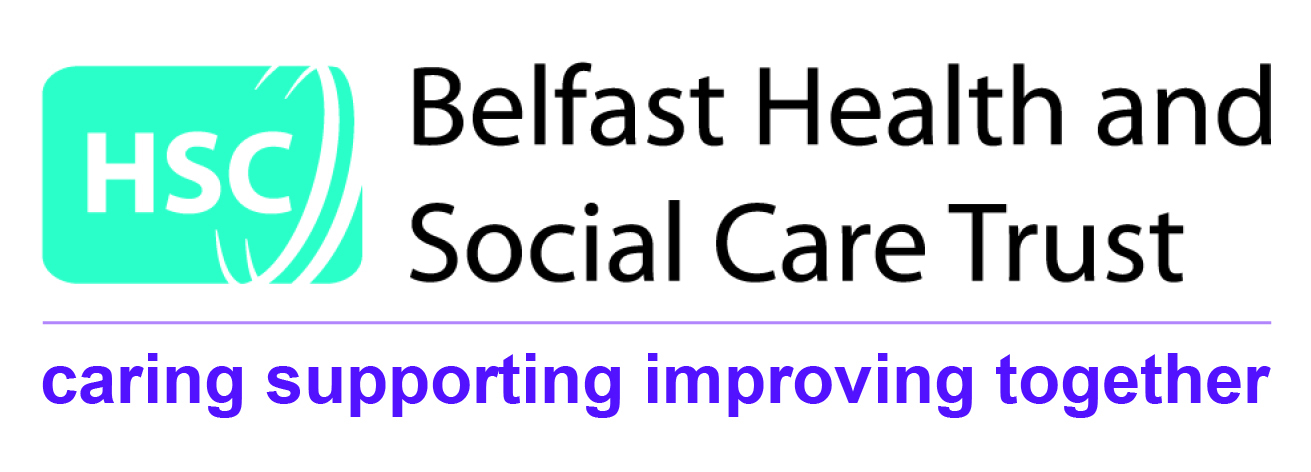 HSC
Belfast Health and
Social Care Trust
caring supporting improving together